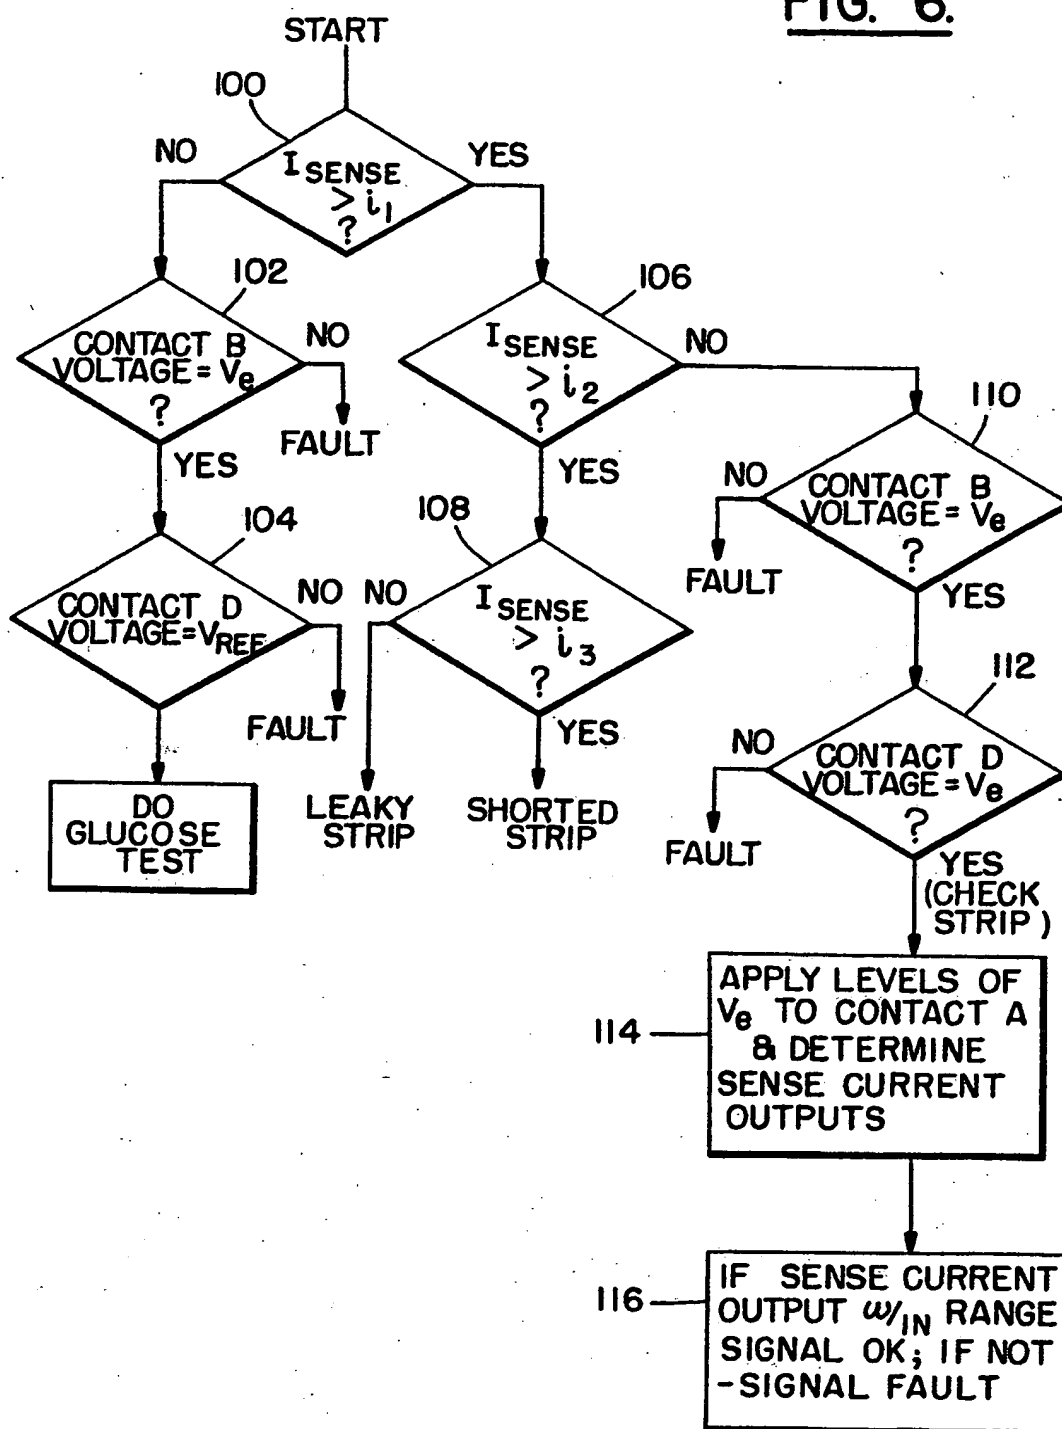 FIG. 6.
START
100
NO
YES
I SENSE
> i1
?
102
CONTACT B
VOLTAGE = Ve
?
NO
FAULT
YES
104
CONTACT D
VOLTAGE=VREF
?
NO
FAULT
DO
GLUCOSE
TEST
106
I SENSE
> i2
?
NO
YES
108
I SENSE
> i3
?
NO
LEAKY
STRIP
YES
SHORTED
STRIP
110
CONTACT B
VOLTAGE = Ve
?
NO
FAULT
YES
112
CONTACT D
VOLTAGE = Ve
?
NO
FAULT
YES
(CHECK
STRIP)
114
APPLY LEVELS OF
Ve TO CONTACT A
& DETERMINE
SENSE CURRENT
OUTPUTS
116
IF SENSE CURRENT
OUTPUT W/IN RANGE
SIGNAL OK; IF NOT
-SIGNAL FAULT